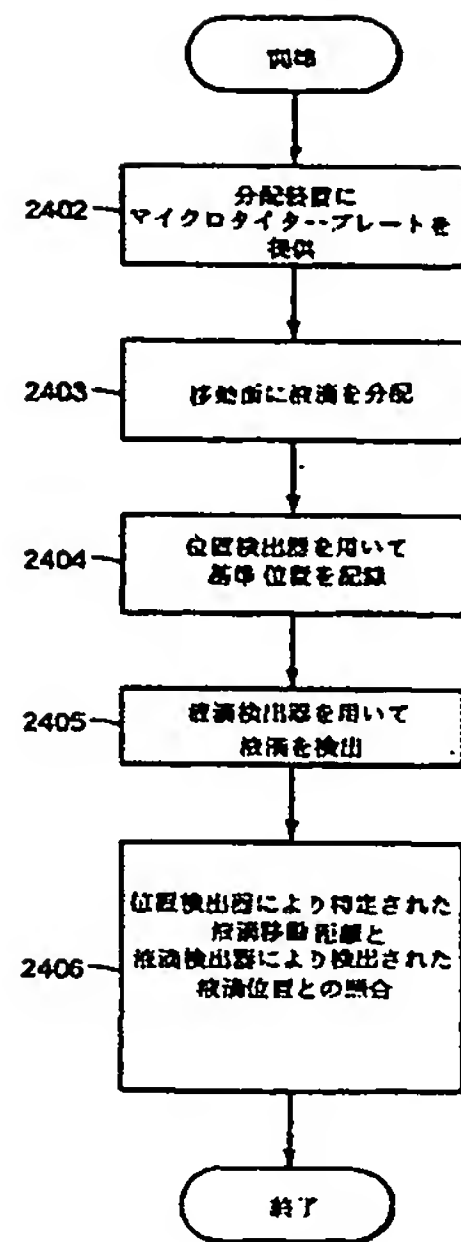 開始
2402
分配装置に
マイクロタイタープレートを
提供
2403
移動面に液滴を分配
2404
位置検出器を用いて
基準位置を記録
2405
液滴検出器を用いて
液滴を検出
2406
位置検出器により特定された
液滴移動距離と
液滴検出器により検出された
液滴位置との照合
終了